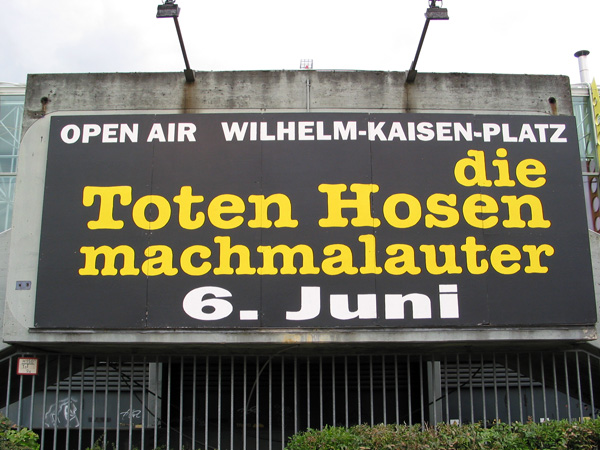 OPEN AIR WILHELM-KAISEN-PLATZ
die
Toten Hosen
machmalauter
6. Juni